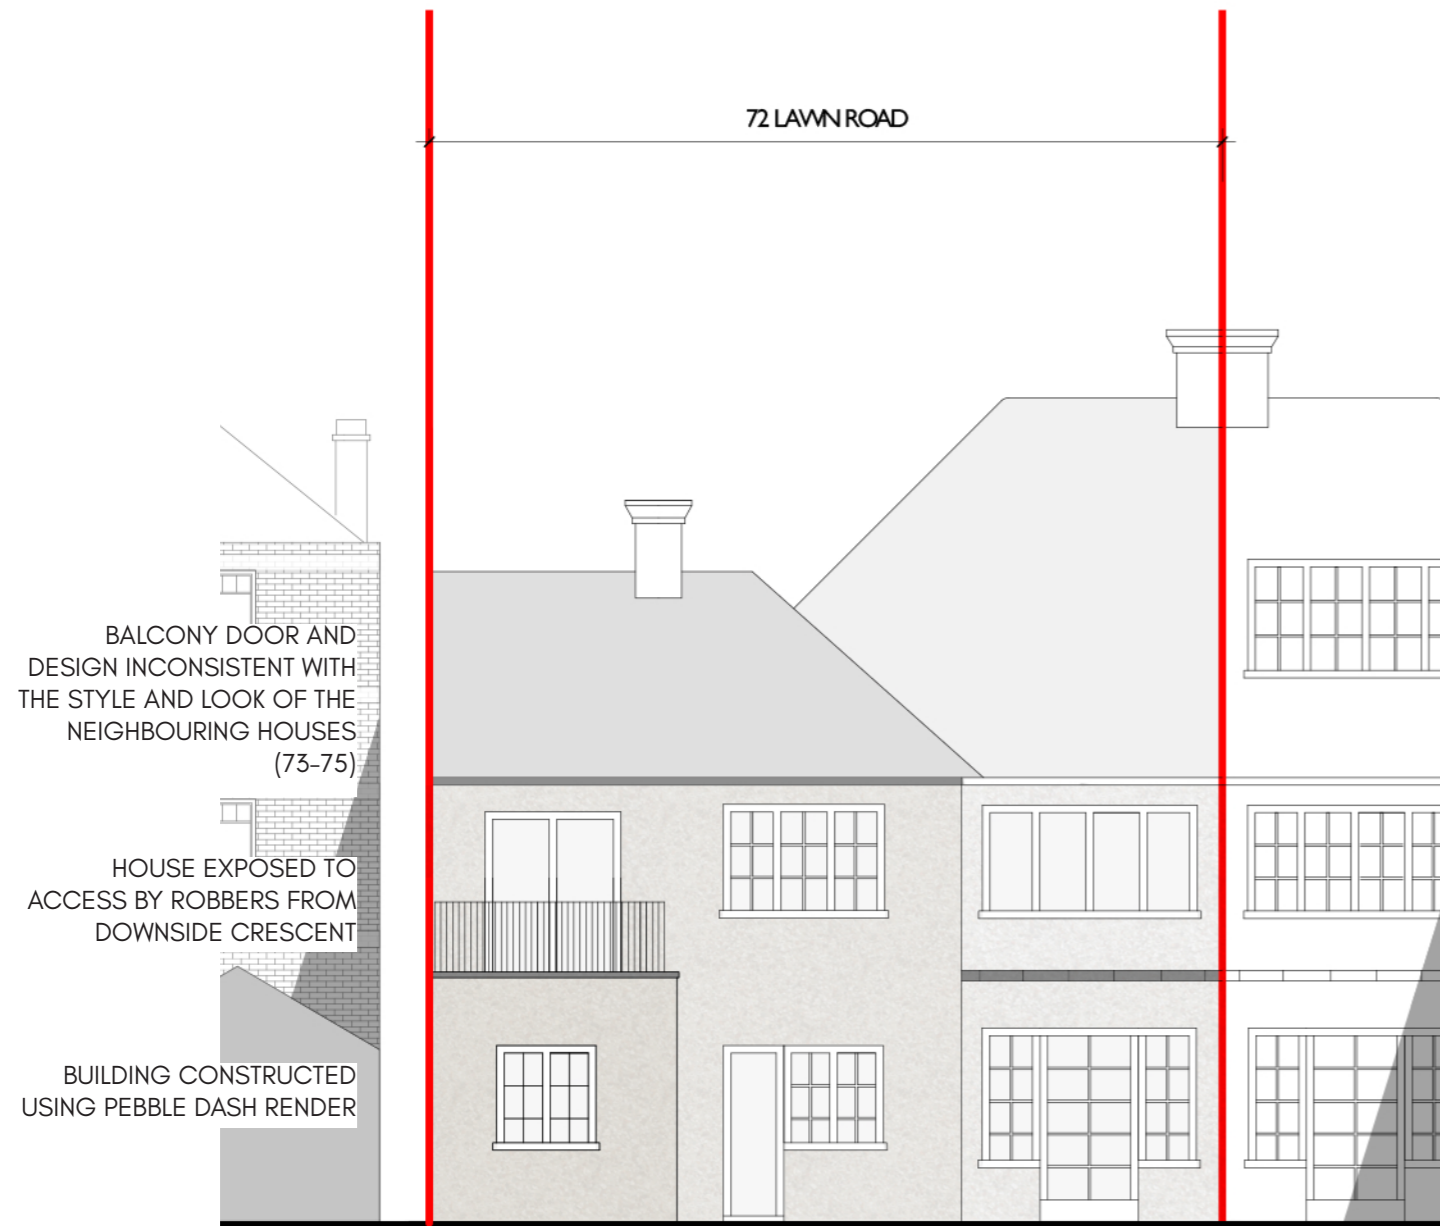 72 LAWN ROAD
BALCONY DOOR AND
DESIGN INCONSISTENT WITH
THE STYLE AND LOOK OF THE
NEIGHBOURING HOUSES
(73-75)
HOUSE EXPOSED TO
ACCESS BY ROBBERS FROM
DOWNSIDE CRESCENT
BUILDING CONSTRUCTED
USING PEBBLE DASH RENDER